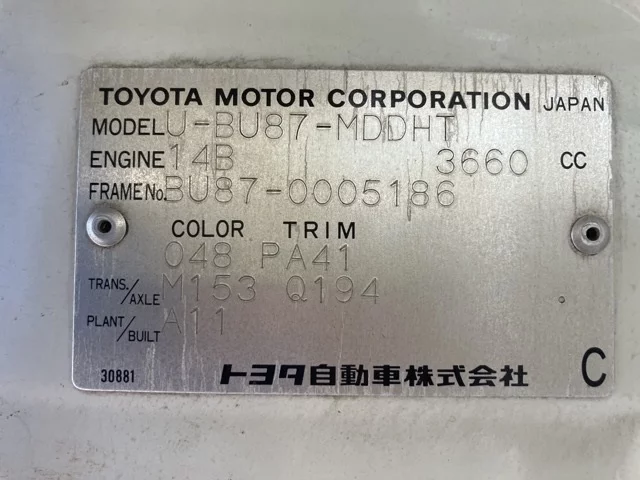 TOYOTA MOTOR CORPORATION JAPAN
MODEL U-BU87-MDDHT
ENGINE 14B 3660 CC
FRAME No. BU87-0005186
COLOR TRIM
048 PA41
TRANS./AXLE M153 Q194
PLANT/BUILT A11
30881 トヨタ自動車株式会社 C